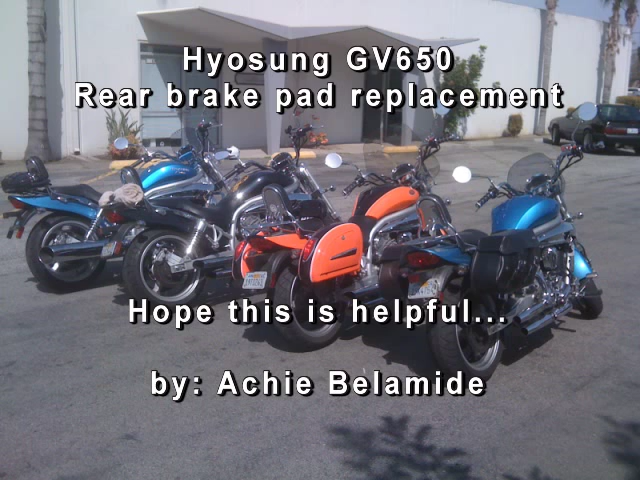 Hyosung GV650
Rear brake pad replacement
Hope this is helpful...
by: Achie Belamide